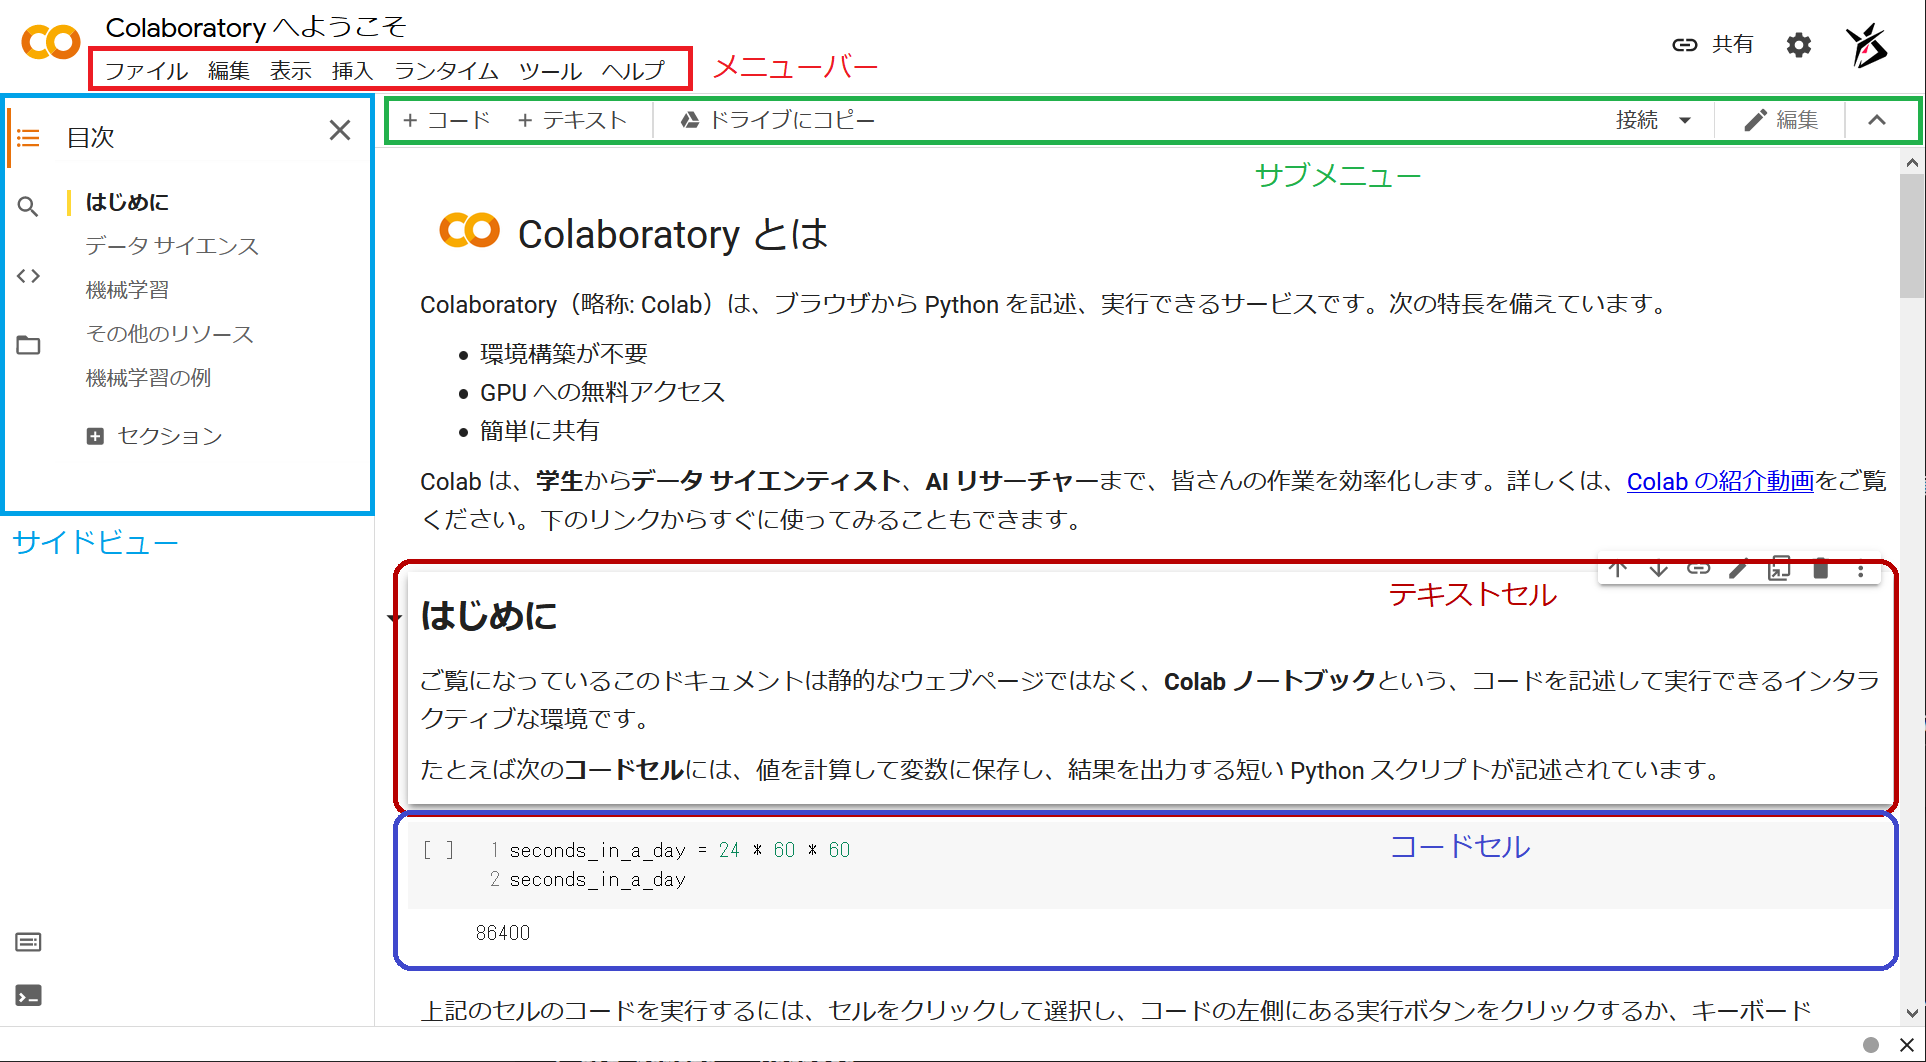 Colaboratory へようこそ
ファイル 編集 表示 挿入 ランタイム ツール ヘルプ
メニューバー
共有
目次
はじめに
データ サイエンス
機械学習
その他のリソース
機械学習の例
セクション
サイドビュー
+ コード + テキスト ドライブにコピー 接続 編集
サブメニュー
Colaboratory とは
Colaboratory（略称: Colab）は、ブラウザから Python を記述、実行できるサービスです。次の特長を備えています。
● 環境構築が不要
● GPU への無料アクセス
● 簡単に共有
Colab は、学生からデータ サイエンティスト、AI リサーチャーまで、皆さんの作業を効率化します。詳しくは、Colab の紹介動画をご覧
ください。下のリンクからすぐに使ってみることもできます。
テキストセル
はじめに
ご覧になっているこのドキュメントは静的なウェブページではなく、Colab ノートブックという、コードを記述して実行できるインタラ
クティブな環境です。
たとえば次のコードセルには、値を計算して変数に保存し、結果を出力する短い Python スクリプトが記述されています。
コードセル
[ ] 1 seconds_in_a_day = 24 * 60 * 60
2 seconds_in_a_day
86400
上記のセルのコードを実行するには、セルをクリックして選択し、コードの左側にある実行ボタンをクリックするか、キーボード